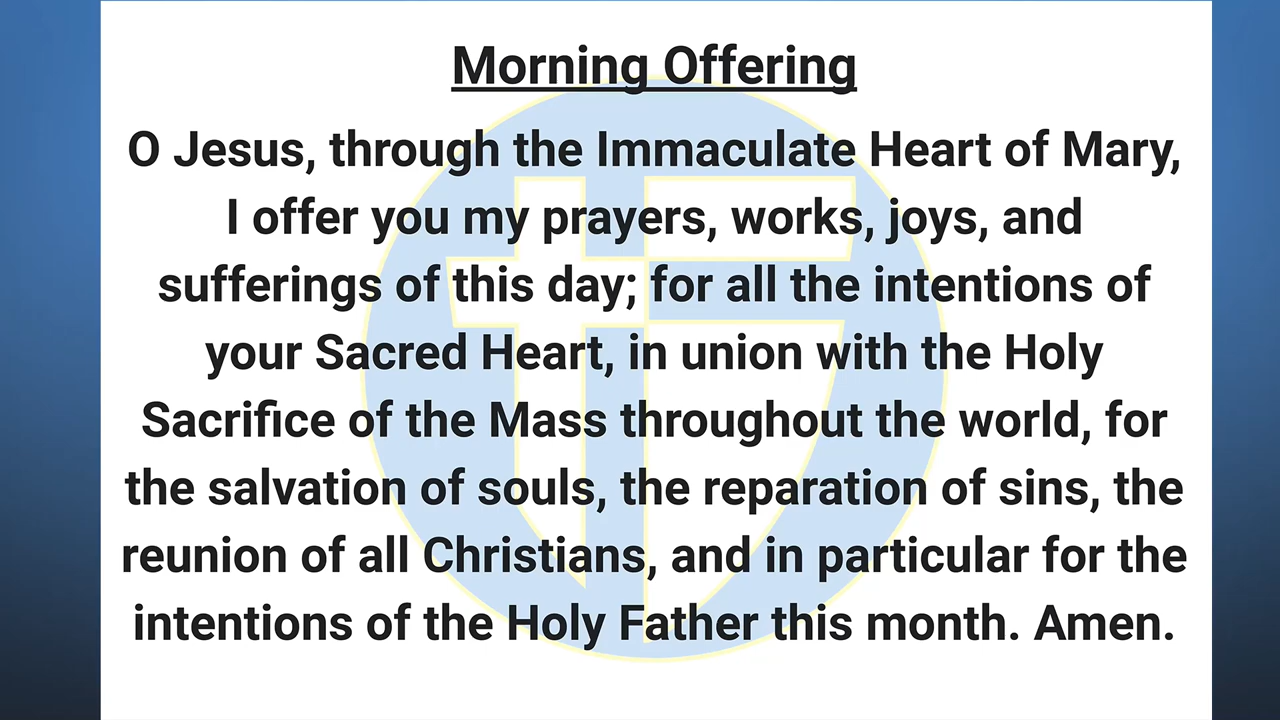 Morning Offering
O Jesus, through the Immaculate Heart of Mary,
I offer you my prayers, works, joys, and
sufferings of this day; for all the intentions of
your Sacred Heart, in union with the Holy
Sacrifice of the Mass throughout the world, for
the salvation of souls, the reparation of sins, the
reunion of all Christians, and in particular for the
intentions of the Holy Father this month. Amen.